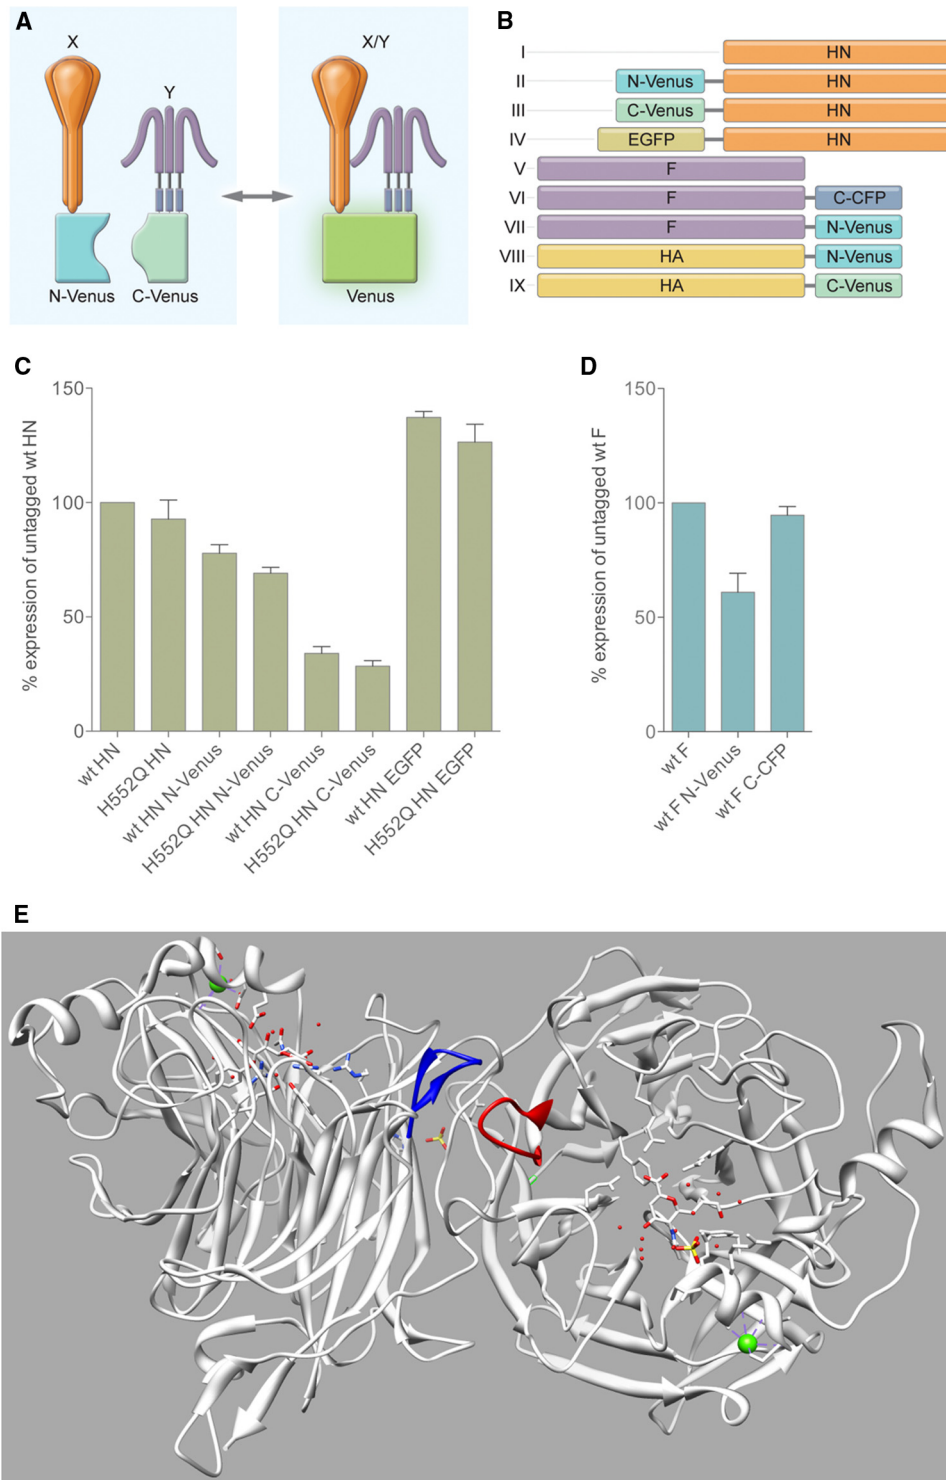 A
X
X/Y
Y
N-Venus
C-Venus
Venus
B
I
HN
II
N-Venus
HN
III
C-Venus
HN
IV
EGFP
HN
V
F
VI
F
C-CFP
VII
F
N-Venus
VIII
HA
N-Venus
IX
HA
C-Venus
C
% expression of untagged wt HN
150
100
50
0
wt HN
H552Q HN
wt HN N-Venus
H552Q HN N-Venus
wt HN C-Venus
H552Q HN C-Venus
wt HN EGFP
H552Q HN EGFP
D
% expression of untagged wt F
150
100
50
0
wt F
wt F N-Venus
wt F C-CFP
E